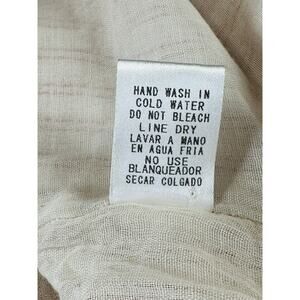 HAND WASH IN
COLD WATER
DO NOT BLEACH
LINE DRY
LAVAR A MANO
EN AGUA FRIA
NO USE
BLANQUEADOR
SECAR COLGADO